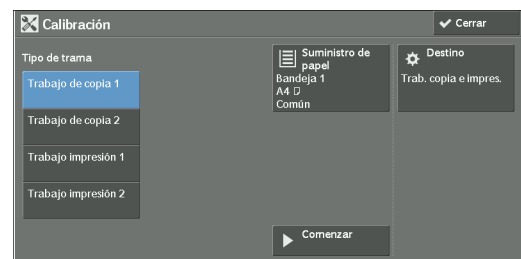 Calibración
Cerrar
Tipo de trama
Trabajo de copia 1
Trabajo de copia 2
Trabajo impresión 1
Trabajo impresión 2
Suministro de
papel
Bandeja 1
A4
Común
Destino
Trab. copia e impres.
Comenzar